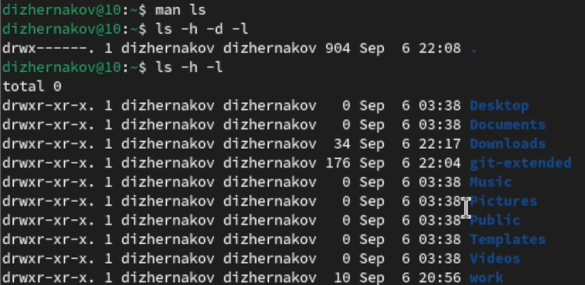 dizhernakov@10:~$ man ls
dizhernakov@10:~$ ls -h -d -l
drwx------. 1 dizhernakov dizhernakov 904 Sep  6 22:08 .
dizhernakov@10:~$ ls -h -l
total 0
drwxr-xr-x. 1 dizhernakov dizhernakov   0 Sep  6 03:38 Desktop
drwxr-xr-x. 1 dizhernakov dizhernakov   0 Sep  6 03:38 Documents
drwxr-xr-x. 1 dizhernakov dizhernakov  34 Sep  6 22:17 Downloads
drwxr-xr-x. 1 dizhernakov dizhernakov 176 Sep  6 22:04 git-extended
drwxr-xr-x. 1 dizhernakov dizhernakov   0 Sep  6 03:38 Music
drwxr-xr-x. 1 dizhernakov dizhernakov   0 Sep  6 03:38 Pictures
drwxr-xr-x. 1 dizhernakov dizhernakov   0 Sep  6 03:38 Public
drwxr-xr-x. 1 dizhernakov dizhernakov   0 Sep  6 03:38 Templates
drwxr-xr-x. 1 dizhernakov dizhernakov   0 Sep  6 03:38 Videos
drwxr-xr-x. 1 dizhernakov dizhernakov  10 Sep  6 20:56 work